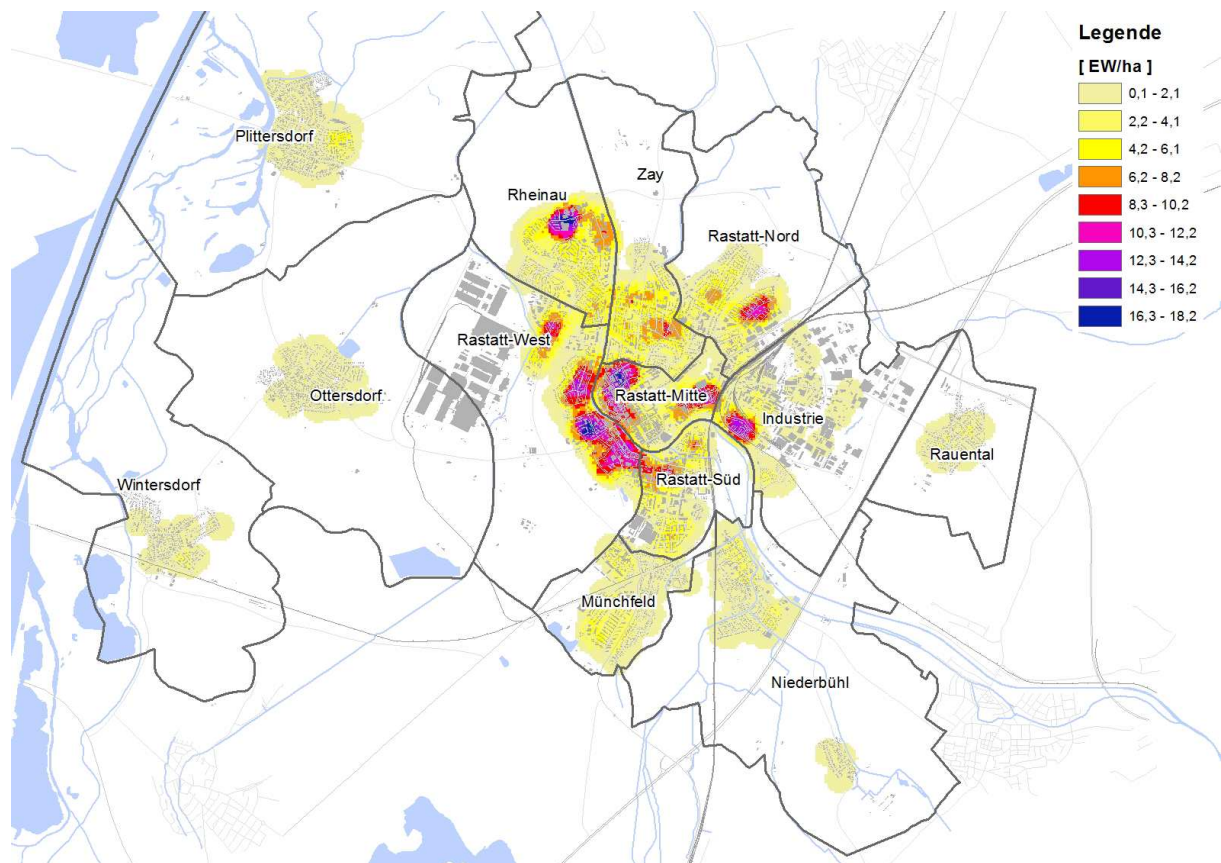 Legende
[ EW/ha ]
0,1 - 2,1
2,2 - 4,1
4,2 - 6,1
6,2 - 8,2
8,3 - 10,2
10,3 - 12,2
12,3 - 14,2
14,3 - 16,2
16,3 - 18,2
Plittersdorf
Zay
Rheinau
Rastatt-Nord
Rastatt-West
Ottersdorf
Rastatt-Mitte
Industrie
Rauental
Wintersdorf
Rastatt-Süd
Münchfeld
Niederbühl